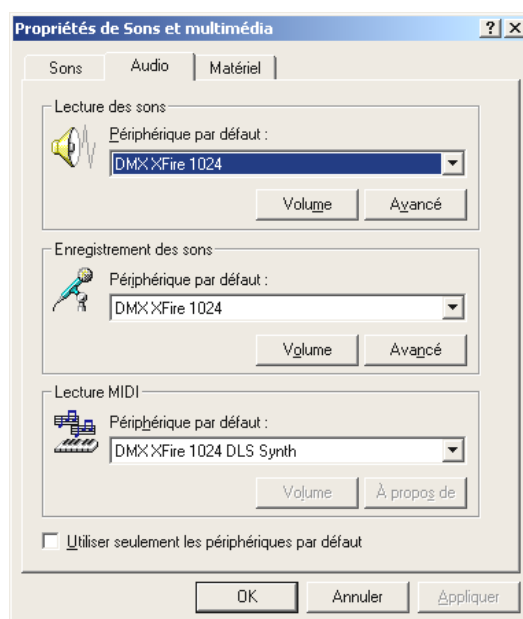 Propriétés de Sons et multimédia
Sons Audio Matériel
Lecture des sons
Périphérique par défaut :
DMX XFire 1024
Volume Avancé
Enregistrement des sons
Périphérique par défaut :
DMX XFire 1024
Volume Avancé
Lecture MIDI
Périphérique par défaut :
DMX XFire 1024 DLS Synth
Volume À propos de
Utiliser seulement les périphériques par défaut
OK Annuler Appliquer